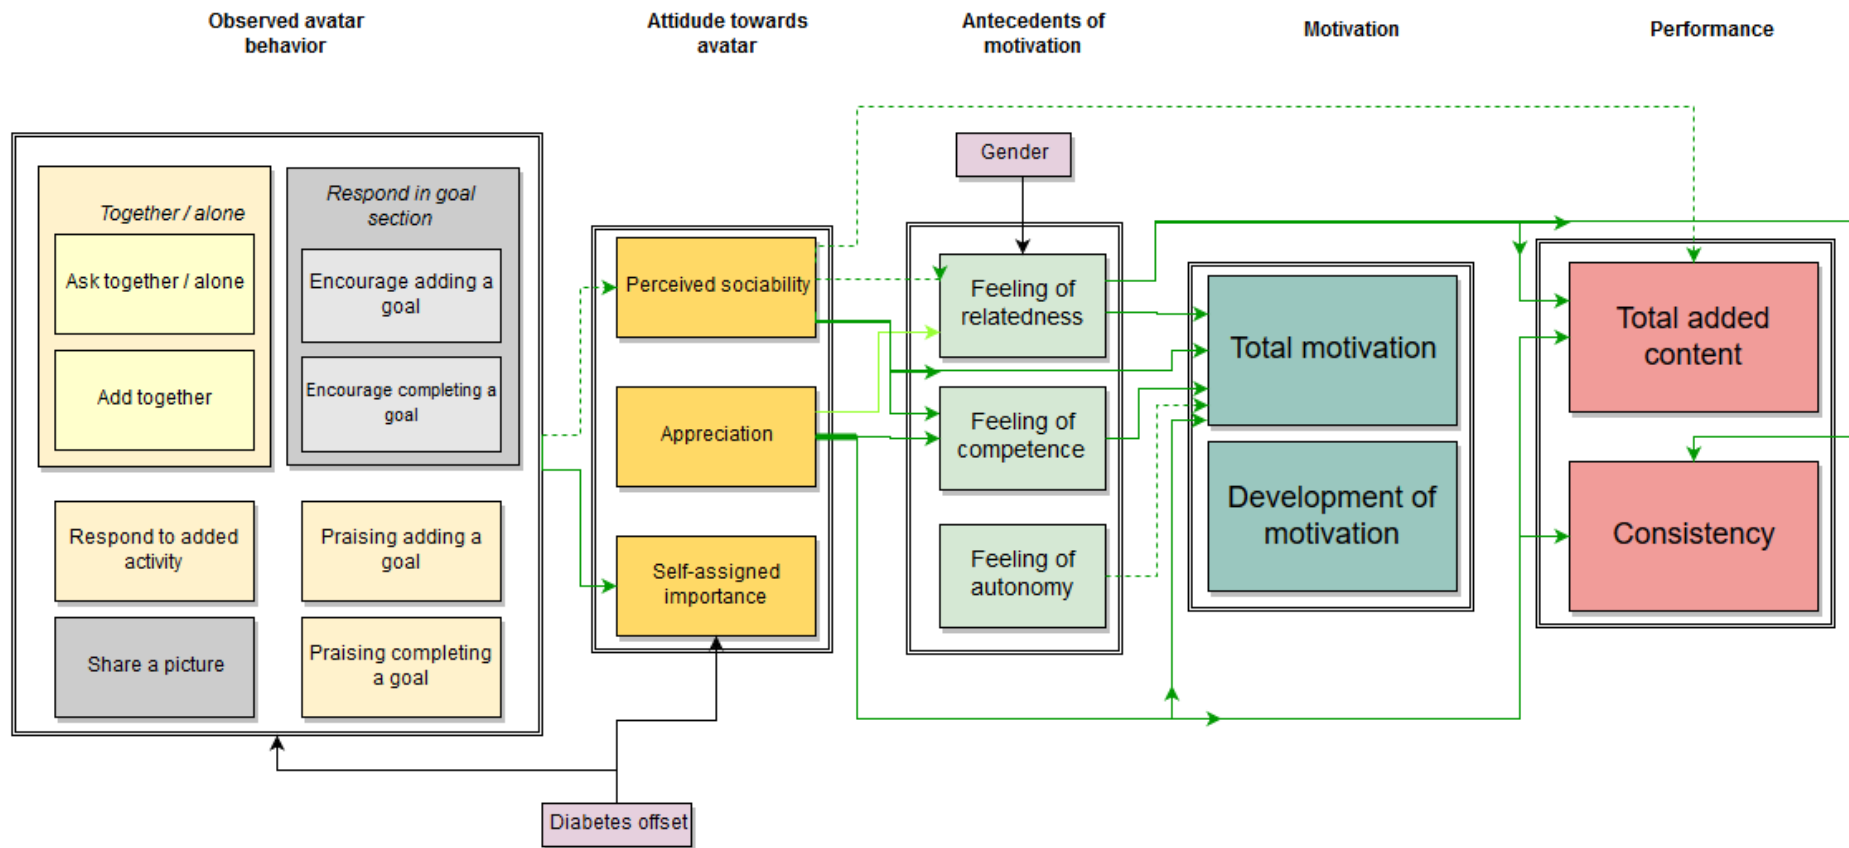 Observed avatar
behavior
Attidude towards
avatar
Antecedents of
motivation
Motivation
Performance
Together / alone
Ask together / alone
Add together
Respond in goal
section
Encourage adding a
goal
Encourage completing a
goal
Respond to added
activity
Praising adding a
goal
Share a picture
Praising completing
a goal
Perceived sociability
Appreciation
Self-assigned
importance
Gender
Feeling of
relatedness
Feeling of
competence
Feeling of
autonomy
Total motivation
Development of
motivation
Total added
content
Consistency
Diabetes offset